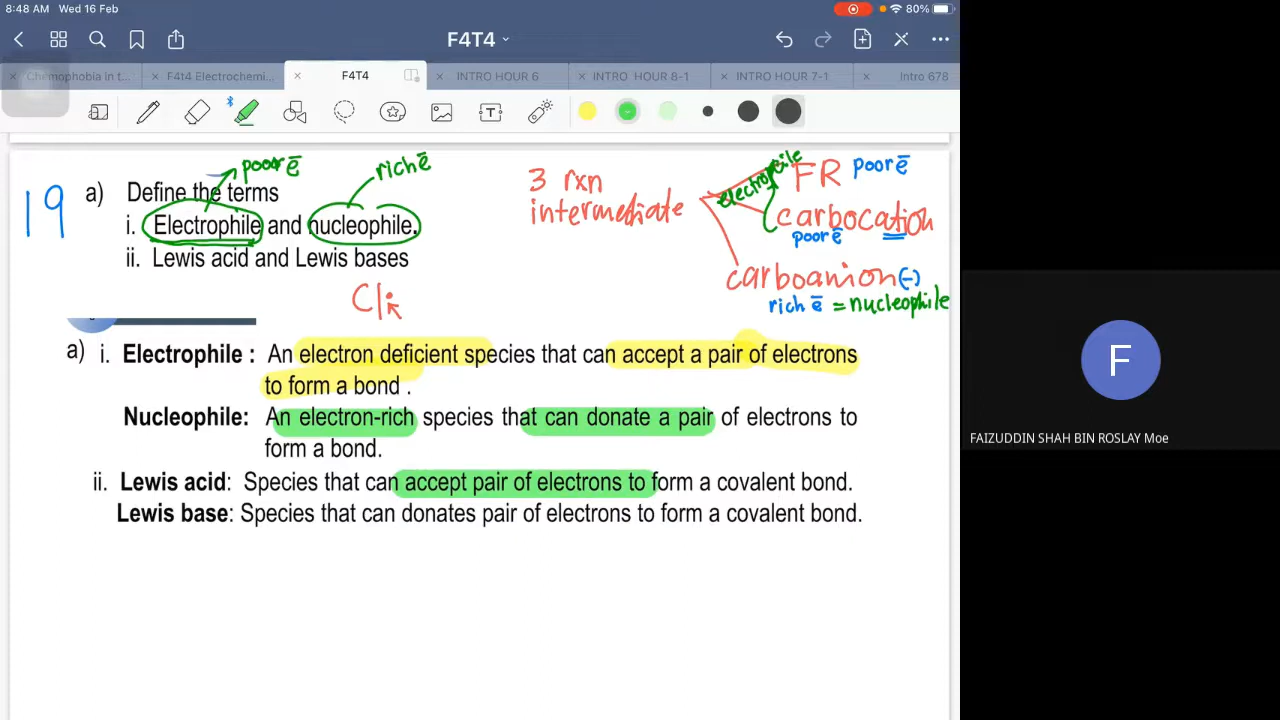 8:48 AM Wed 16 Feb
80%
F4T4
Chemophobia in t...
F4t4 Electrochemi...
F4T4
INTRO HOUR 6
INTRO HOUR 8-1
INTRO HOUR 7-1
Intro 678
19
poor ē
rich ē
a) Define the terms
i. Electrophile and nucleophile.
ii. Lewis acid and Lewis bases
Cl•
3 rxn
intermediate
electrophile
FR poor ē
carbocation
poor ē
carboanion (-)
rich ē = nucleophile
a) i. Electrophile : An electron deficient species that can accept a pair of electrons
to form a bond .
Nucleophile: An electron-rich species that can donate a pair of electrons to
form a bond.
ii. Lewis acid: Species that can accept pair of electrons to form a covalent bond.
Lewis base: Species that can donates pair of electrons to form a covalent bond.
F
FAIZUDDIN SHAH BIN ROSLAY Moe